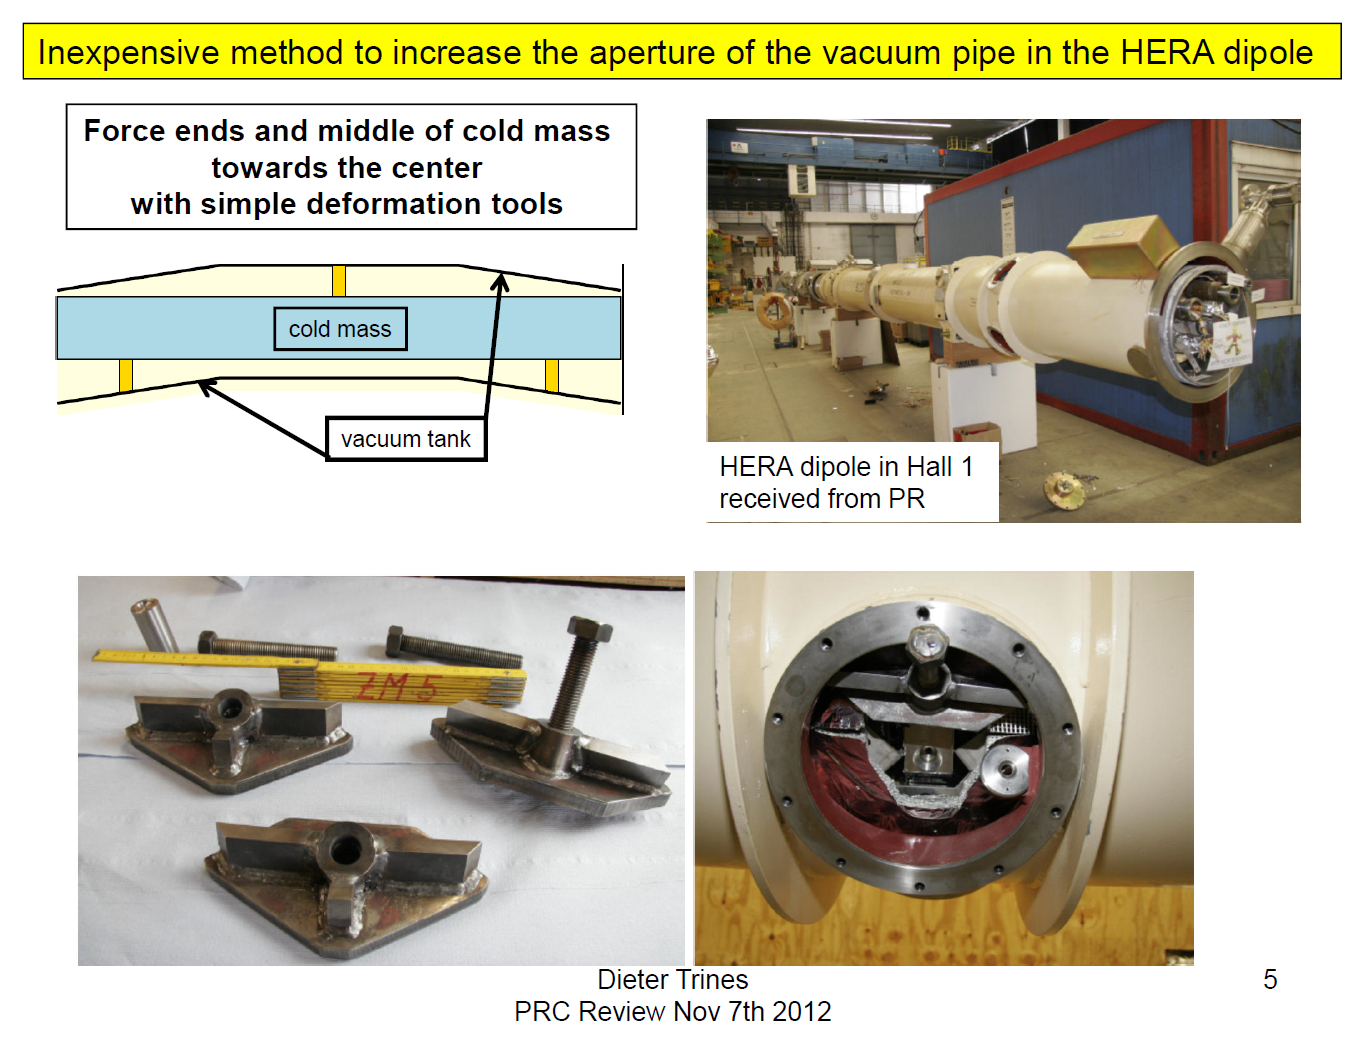 Inexpensive method to increase the aperture of the vacuum pipe in the HERA dipole
Force ends and middle of cold mass
towards the center
with simple deformation tools
cold mass
vacuum tank
HERA dipole in Hall 1
received from PR
ZM 5
Dieter Trines
PRC Review Nov 7th 2012
5